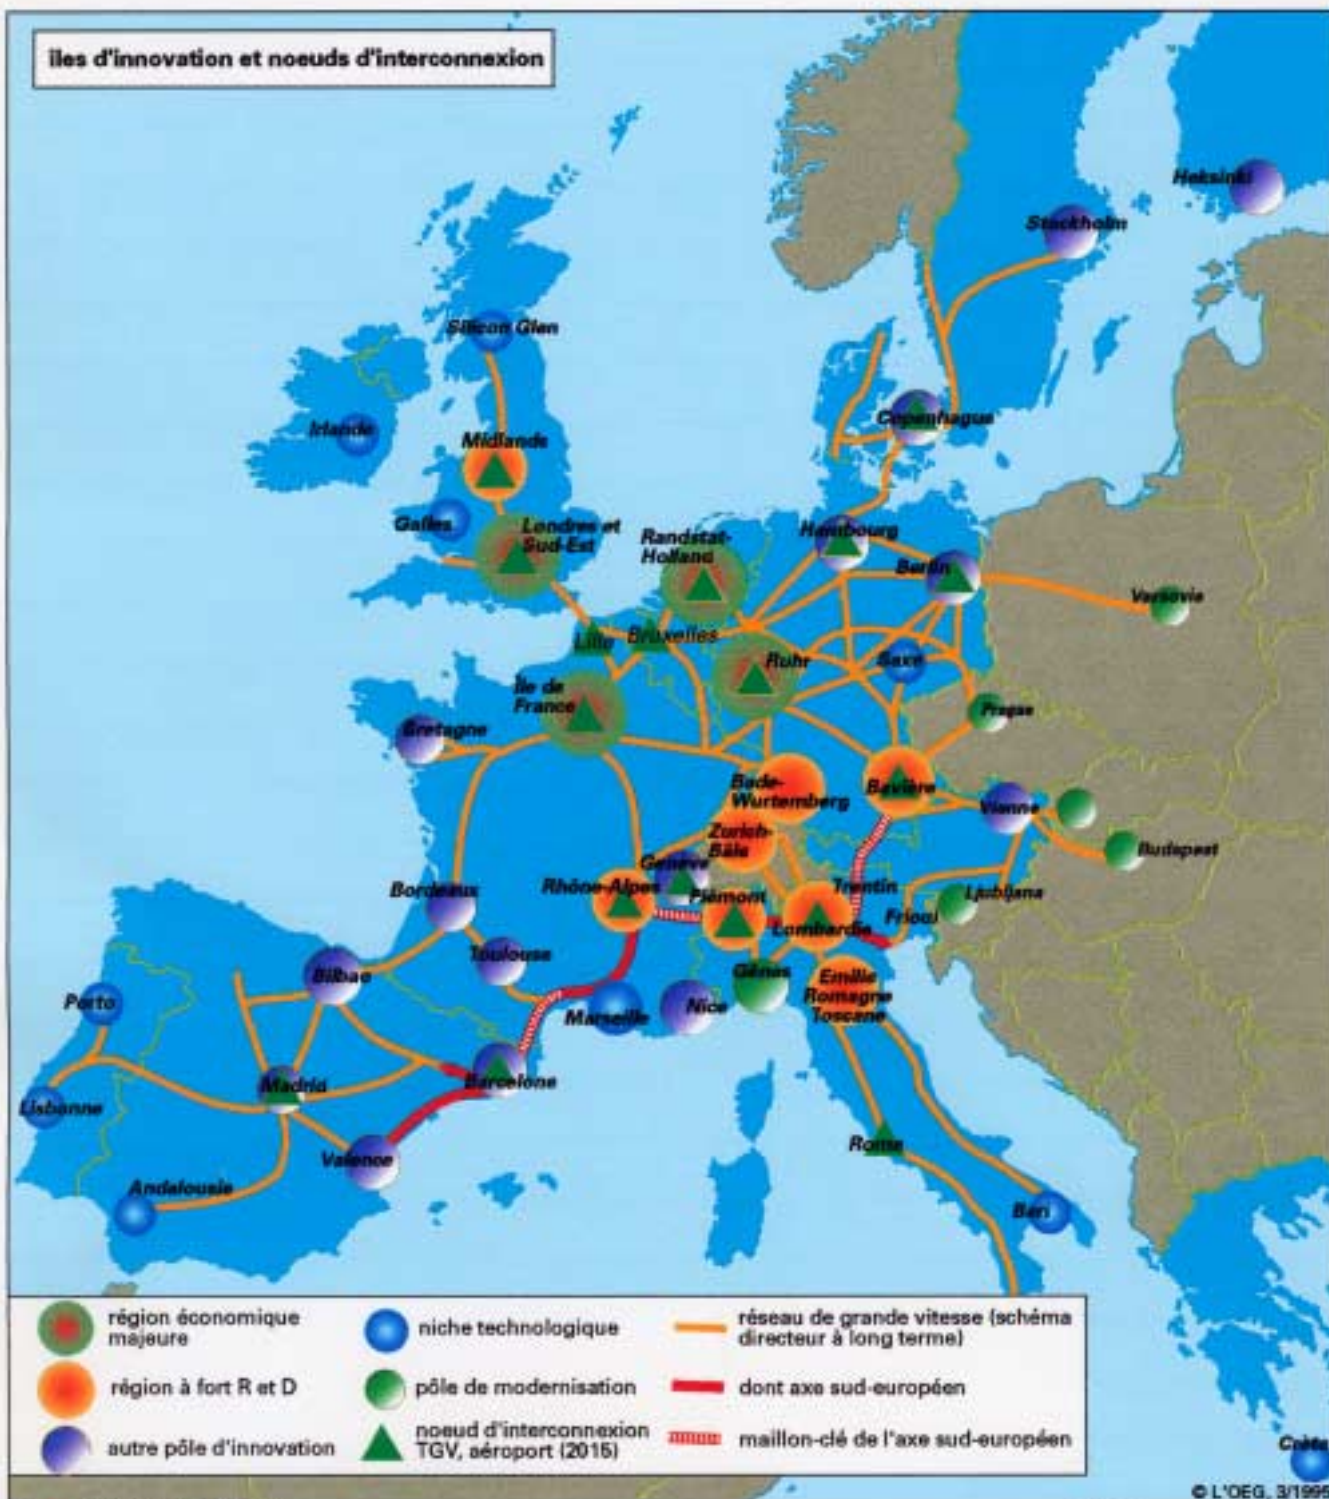 îles d'innovation et noeuds d'interconnexion
Heksinki
Stockholm
Silicon Glen
Copenhague
Irlande
Midlands
Galles
Londres et
Sud-Est
Randstat-
Holland
Hambourg
Berlin
Varsovie
Lille
Bruxelles
Ruhr
Saxe
Île de
France
Prague
Bretagne
Bade-
Wurtemberg
Bavière
Vienne
Zurich-
Bâle
Budapest
Genève
Bordeaux
Rhône-Alpes
Piémont
Trentin
Ljubljana
Lombardie
Frioul
Toulouse
Bilbao
Gênes
Emilie
Romagne
Toscane
Porto
Marseille
Nice
Madrid
Barcelone
Lisbonne
Rome
Valence
Andalousie
Bari
région économique
majeure
région à fort R et D
autre pôle d'innovation
niche technologique
pôle de modernisation
noeud d'interconnexion
TGV, aéroport (2015)
réseau de grande vitesse (schéma
directeur à long terme)
dont axe sud-européen
maillon-clé de l'axe sud-européen
Crète
© L'OEG. 3/1995